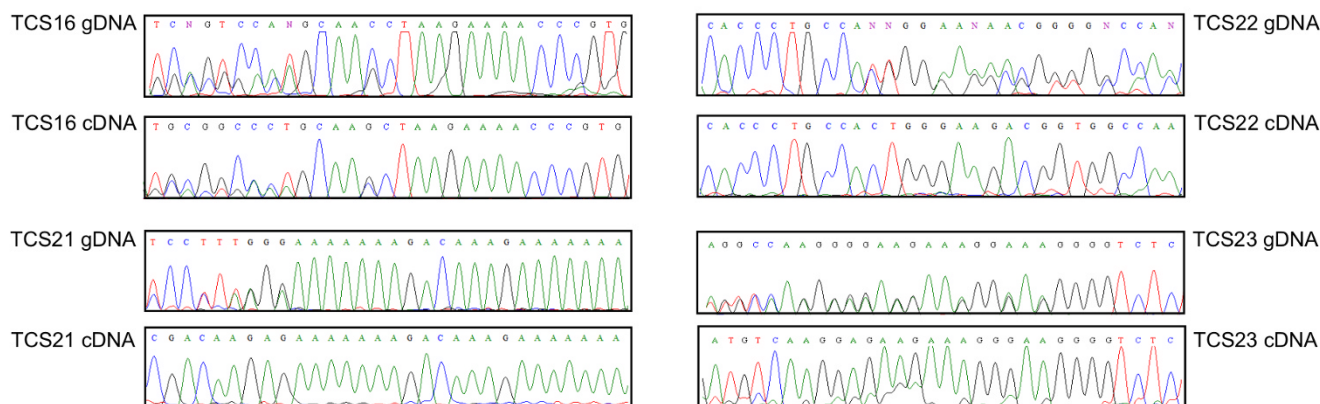 TCS16 gDNA
T C N G T C C A N G C A A C C T A A G A A A A C C C G T G
TCS16 cDNA
T G C G G C C C T G C A A G C T A A G A A A A C C C G T G
TCS21 gDNA
T C C T T T G G G A A A A A A A G A C A A A G A A A A A A A
TCS21 cDNA
C G A C A A G A G A A A A A A A G A C A A A G A A A A A A A
TCS22 gDNA
C A C C C T G C C A N N G G A A N A A C G G G G N C C A N
TCS22 cDNA
C A C C C T G C C A C T G G G A A G A C G G T G G C C A A
TCS23 gDNA
A G G C C A A G G G G A A G A A A G G A A A G G G G T C T C
TCS23 cDNA
A T G T C A A G G A G A A G A A A G G G A A G G G G T C T C